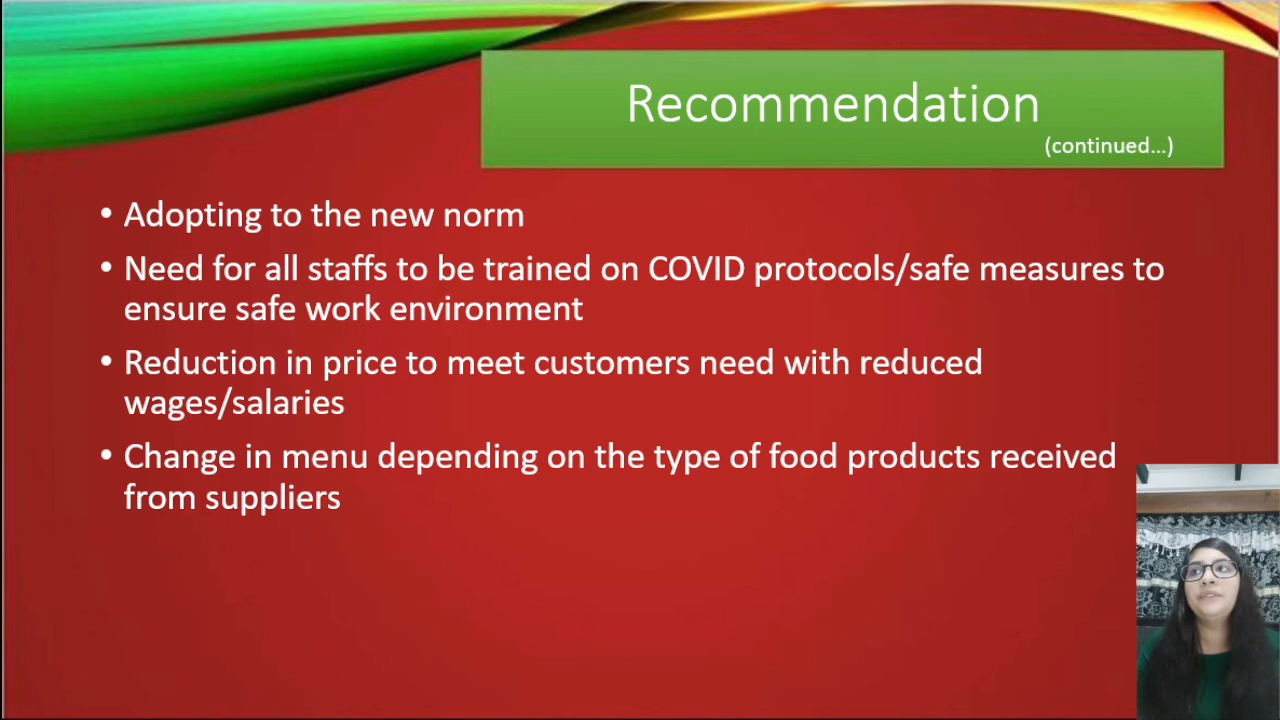 Recommendation
(continued...)
• Adopting to the new norm
• Need for all staffs to be trained on COVID protocols/safe measures to
ensure safe work environment
• Reduction in price to meet customers need with reduced
wages/salaries
• Change in menu depending on the type of food products received
from suppliers